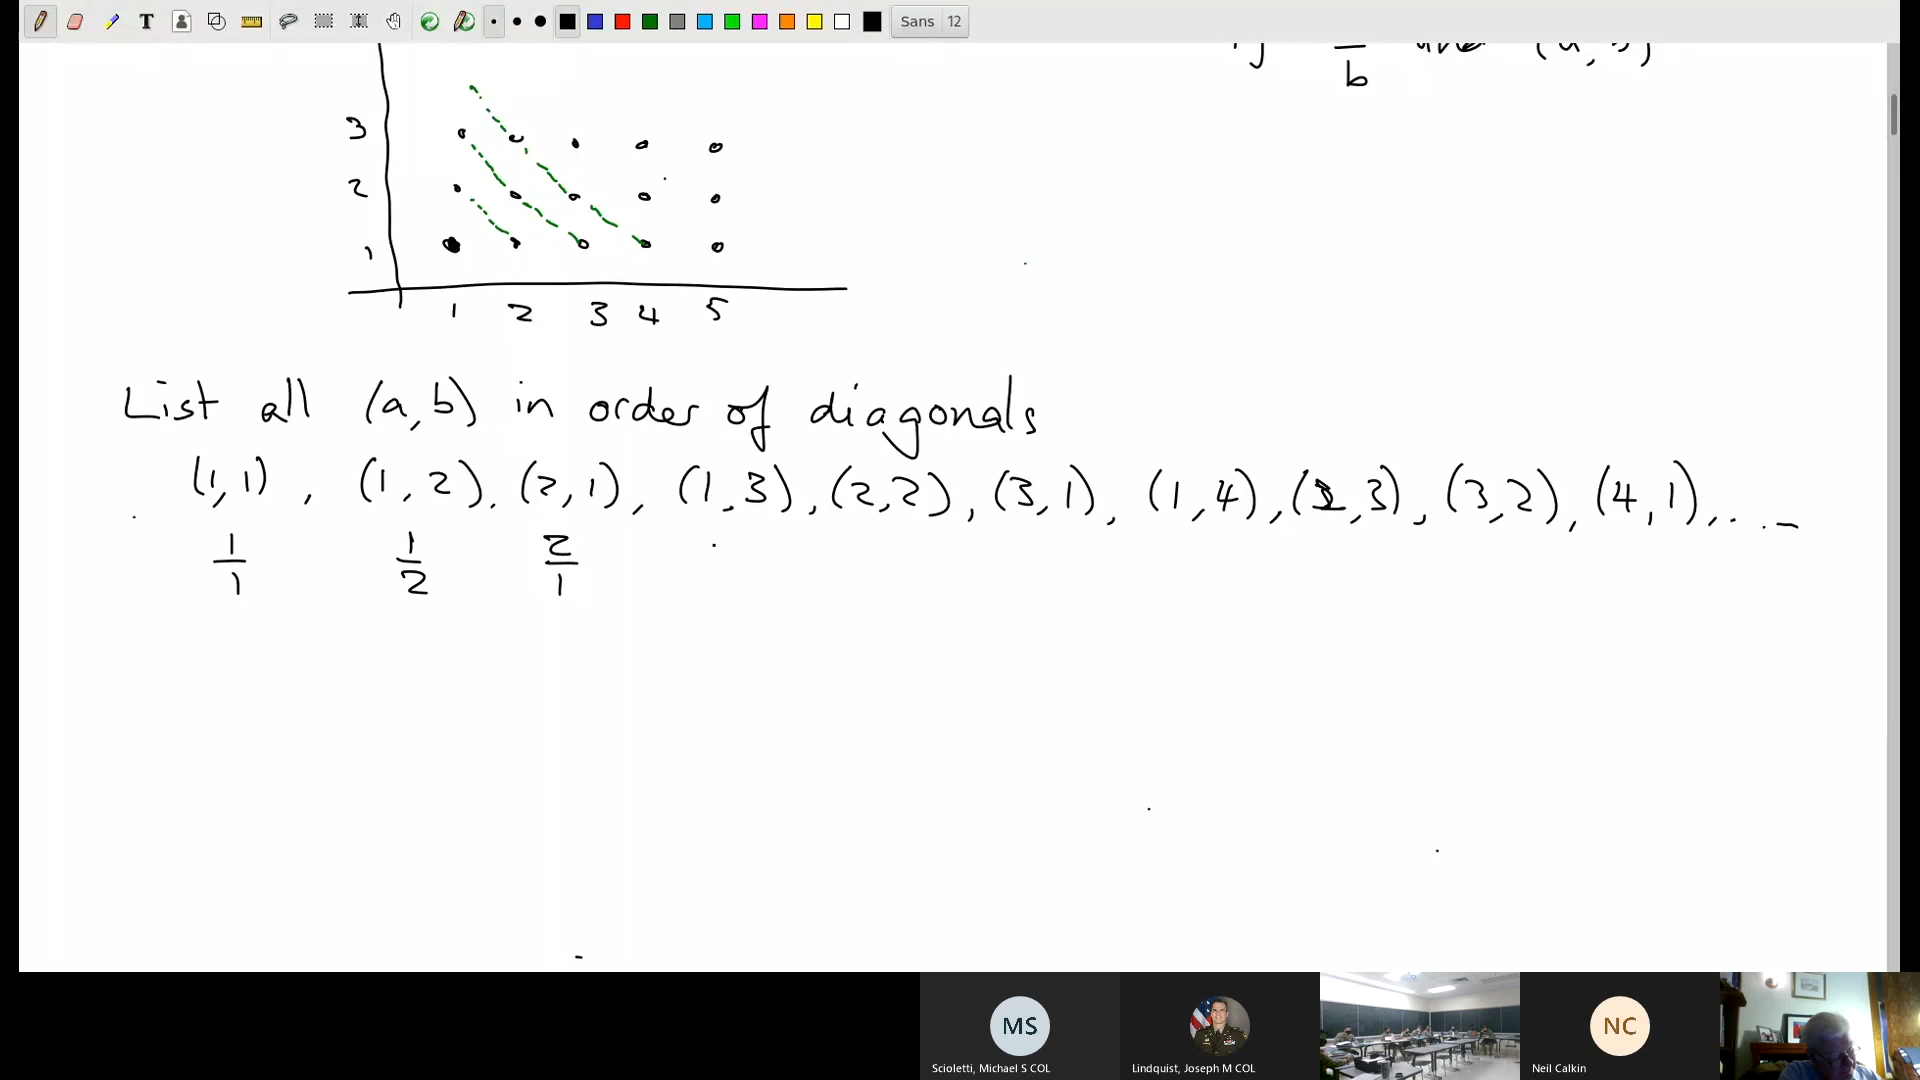 Sans 12
b
3
2
1
1 2 3 4 5
List all (a,b) in order of diagonals
(1,1), (1,2), (2,1), (1,3), (2,2), (3,1), (1,4), (2,3), (3,2), (4,1), ...
1/1 1/2 2/1
MS
NC
Scioletti, Michael S COL
Lindquist, Joseph M COL
Neil Calkin